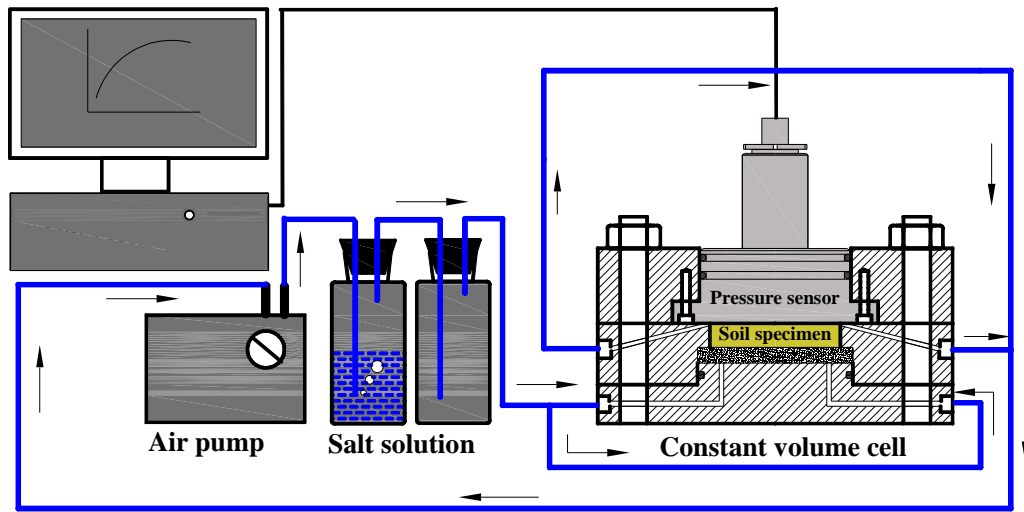 Pressure sensor
Soil specimen
Air pump
Salt solution
Constant volume cell